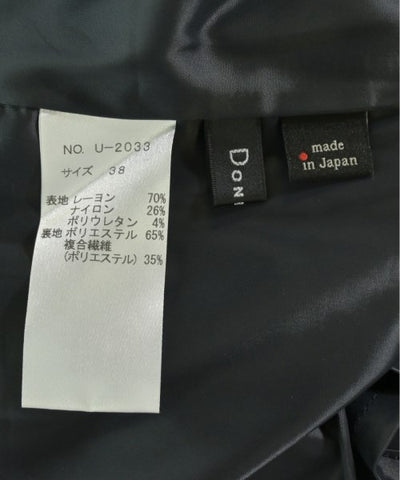 NO. U-2033
サイズ 38
表地 レーヨン 70%
ナイロン 26%
ポリウレタン 4%
裏地 ポリエステル 65%
複合繊維
(ポリエステル) 35%
DON
made
in Japan